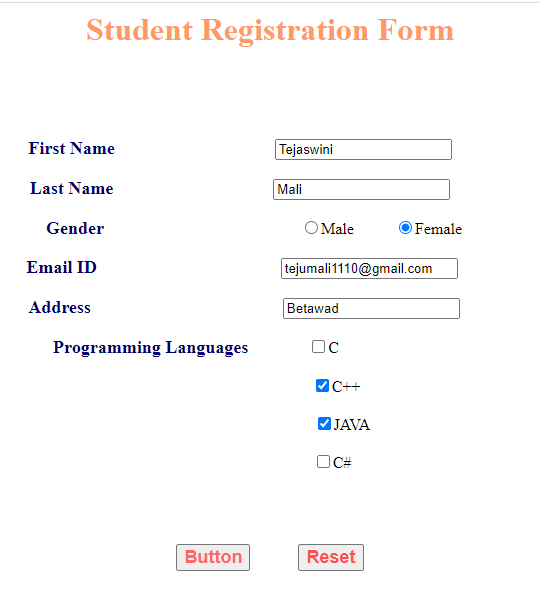 Student Registration Form
First Name Tejaswini
Last Name Mali
Gender Male Female
Email ID tejumali1110@gmail.com
Address Betawad
Programming Languages C
C++
JAVA
C#
Button Reset